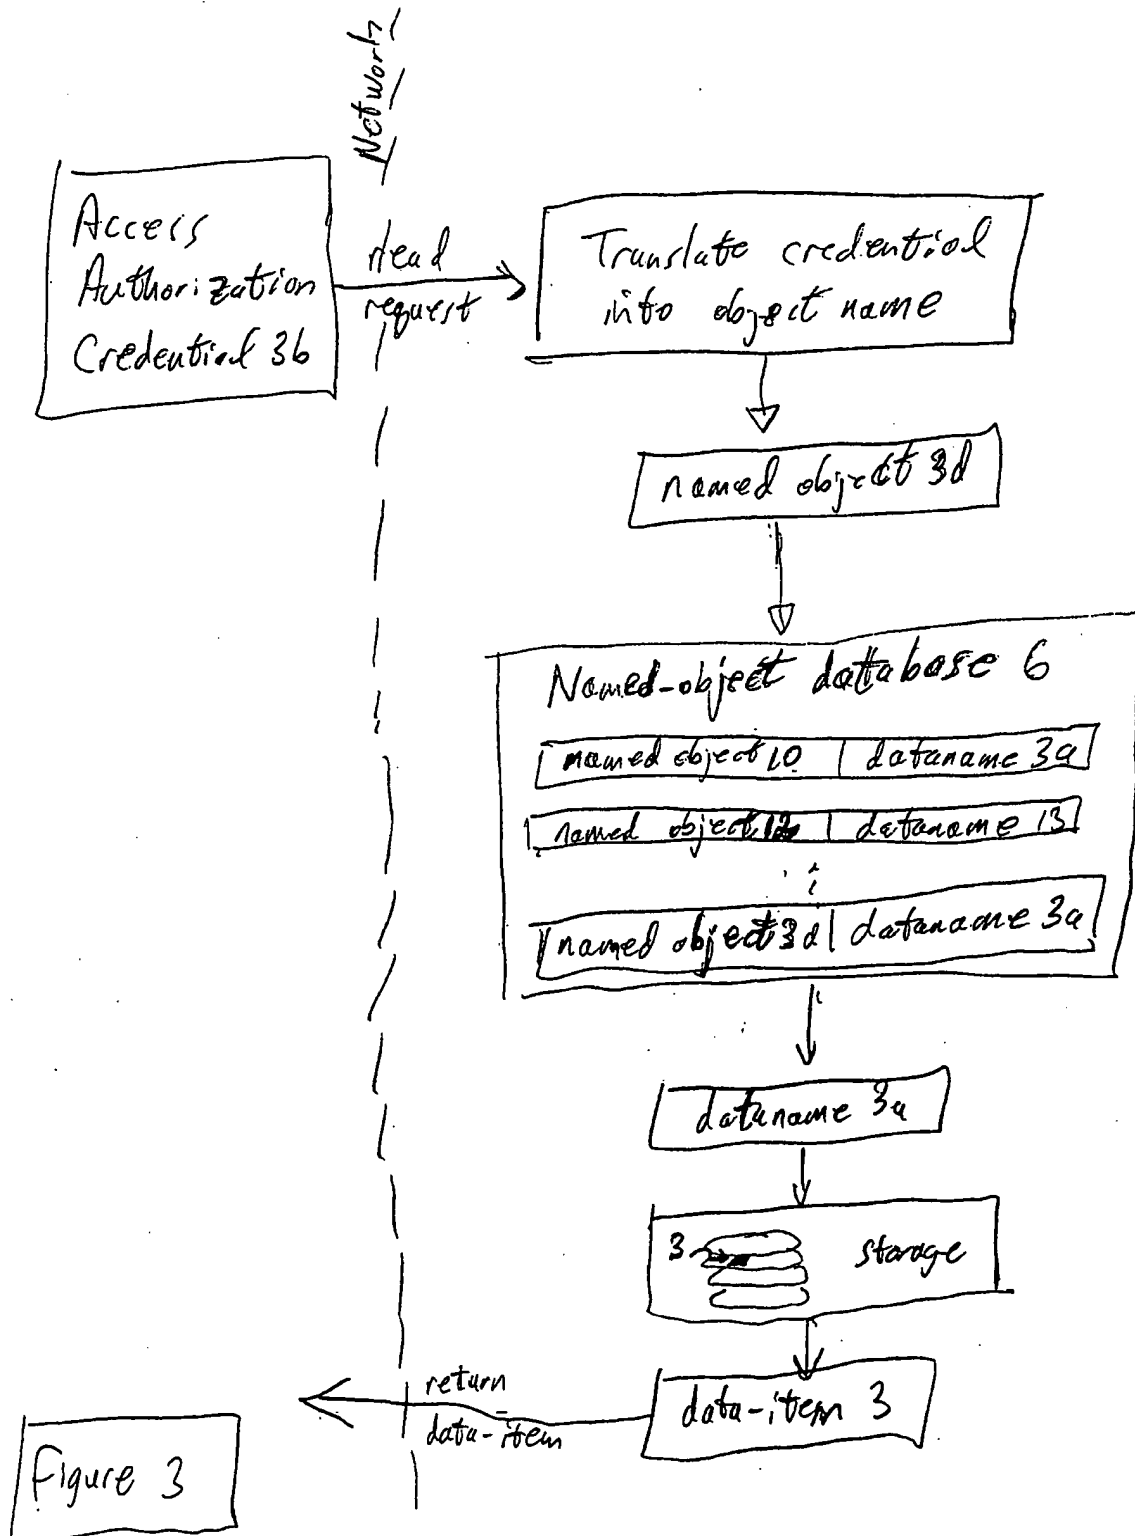 Network
Access
Authorization
Credential 3b
read
request
Translate credential
into object name
named object 3d
Named-object database 6
named object 10 | dataname 3a
named object 12 | dataname 13
named object 3d | dataname 3a
dataname 3a
3
storage
data-item 3
return
data-item
Figure 3